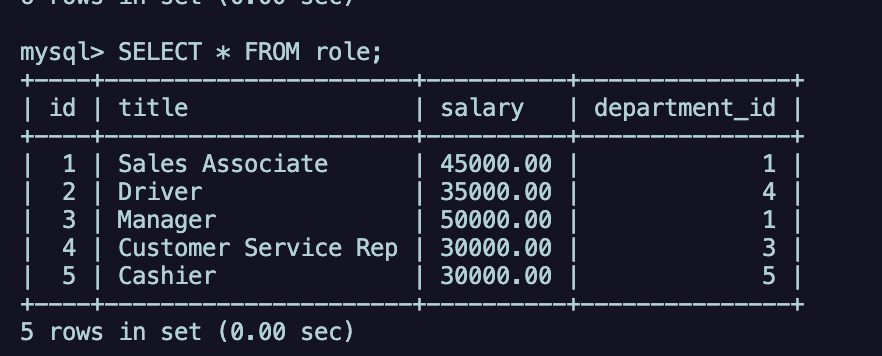 6 rows in set (0.00 sec)
mysql> SELECT * FROM role;
+----+----------------------+----------+---------------+
| id | title                | salary   | department_id |
+----+----------------------+----------+---------------+
|  1 | Sales Associate      | 45000.00 |             1 |
|  2 | Driver               | 35000.00 |             4 |
|  3 | Manager              | 50000.00 |             1 |
|  4 | Customer Service Rep | 30000.00 |             3 |
|  5 | Cashier              | 30000.00 |             5 |
+----+----------------------+----------+---------------+
5 rows in set (0.00 sec)